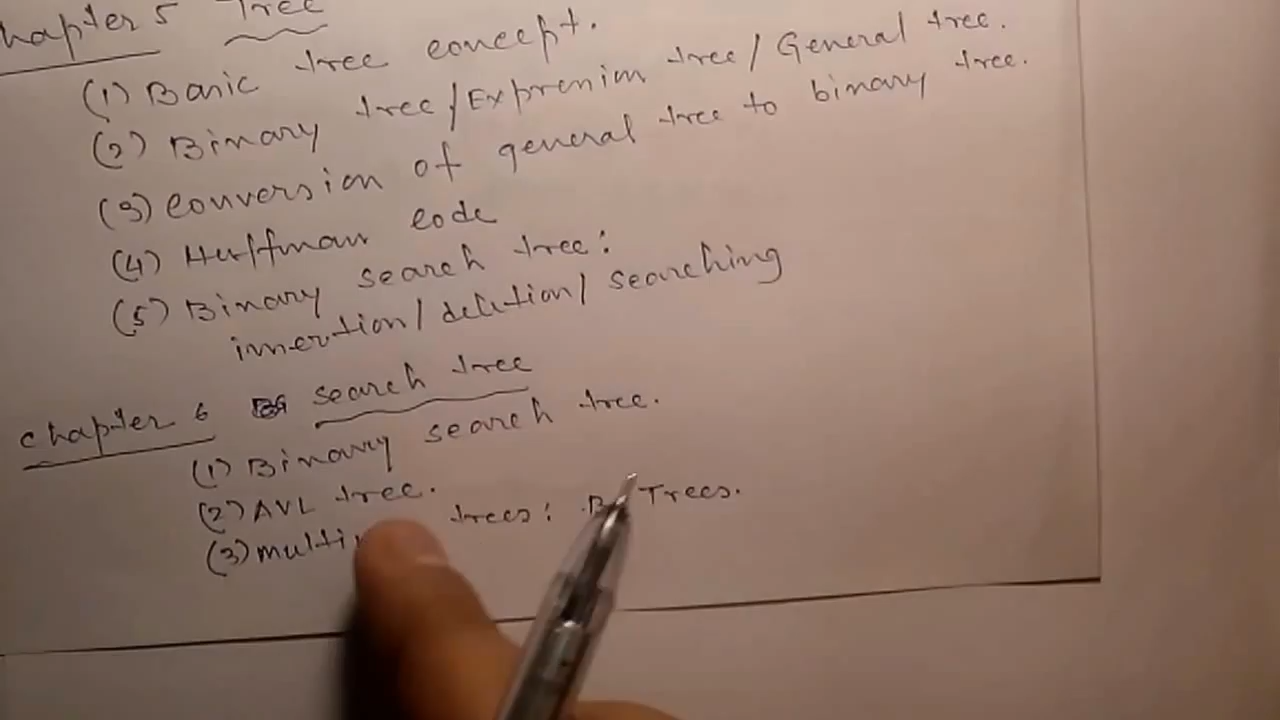 hapter 5 Tree
(1) Basic tree concept.
(2) Binary tree/Expression tree/General tree.
(3) conversion of general tree to binary tree.
(4) Huffman code
(5) Binary search tree:
insertion/deletion/searching
chapter 6 search tree
(1) Binary search tree.
(2) AVL tree.
(3) multi trees: B Trees.